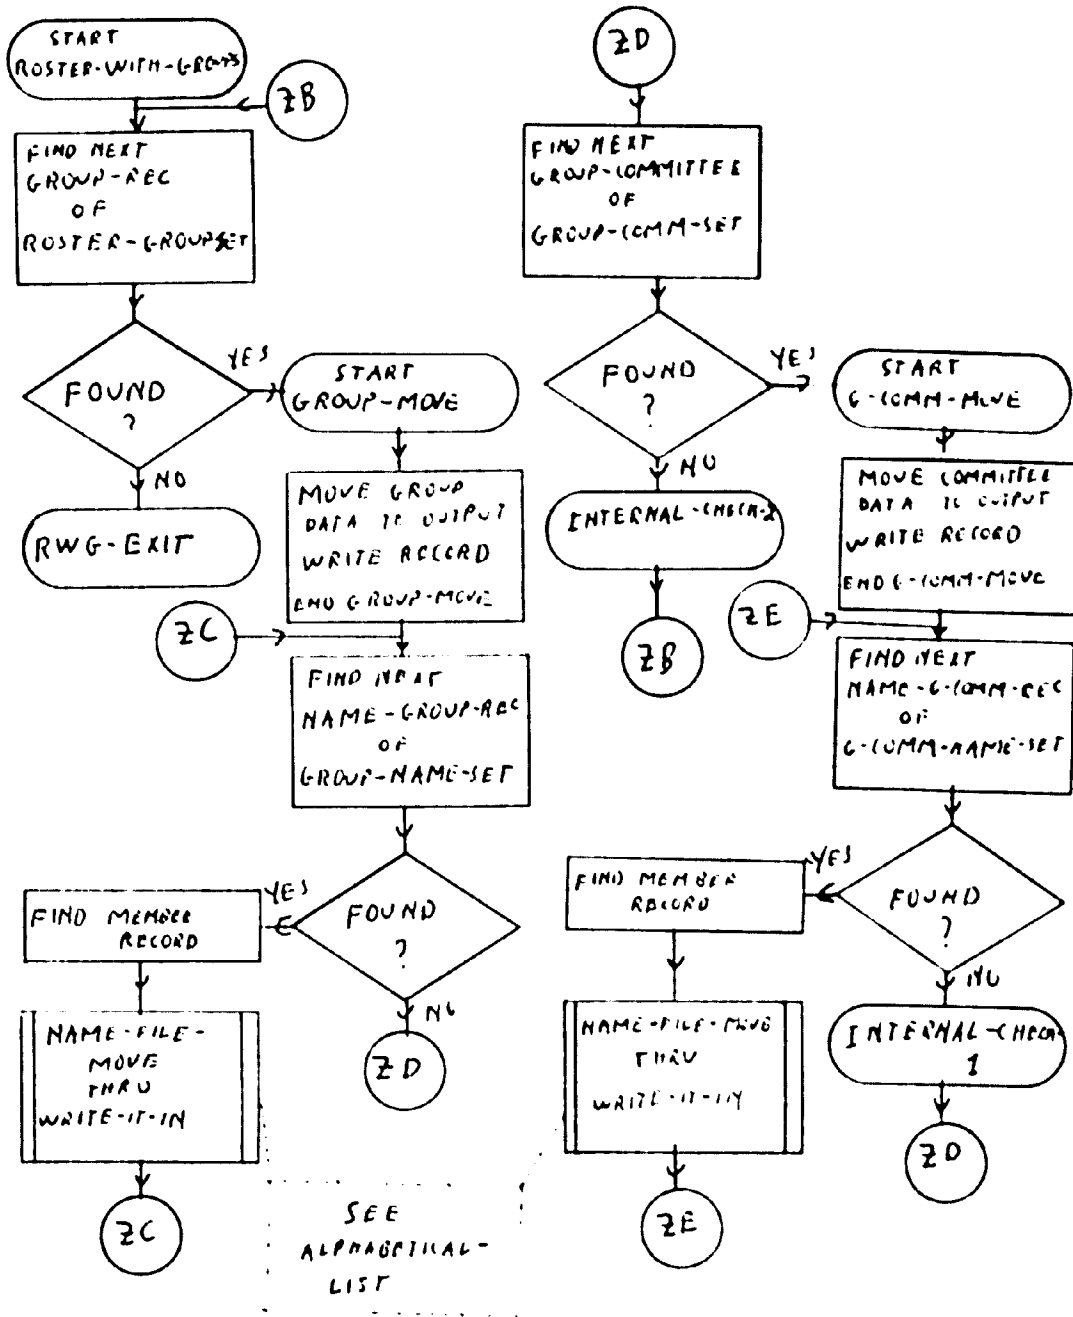 START
ROSTER-WITH-GROUPS
ZB
FIND NEXT
GROUP-REC
OF
ROSTER-GROUPSET
FOUND
?
YES
NO
RWG-EXIT
START
GROUP-MOVE
MOVE GROUP
DATA TO OUTPUT
WRITE RECORD
END GROUP-MOVE
ZC
FIND NEXT
NAME-GROUP-REC
OF
GROUP-NAME-SET
FOUND
?
YES
NO
FIND MEMBER
RECORD
NAME-FILE-
MOVE
THRU
WRITE-IT-IN
ZC
ZD
SEE
ALPHABETICAL-
LIST
ZD
FIND NEXT
GROUP-COMMITTEE
OF
GROUP-COMM-SET
FOUND
?
YES
NO
INTERNAL-CHECK-2
ZB
START
G-COMM-MOVE
MOVE COMMITTEE
DATA TO OUTPUT
WRITE RECORD
END G-COMM-MOVE
ZE
FIND NEXT
NAME-G-COMM-REC
OF
G-COMM-NAME-SET
FOUND
?
YES
NO
FIND MEMBER
RECORD
NAME-FILE-MOVE
THRU
WRITE-IT-IN
ZE
INTERNAL-CHECK-
1
ZD